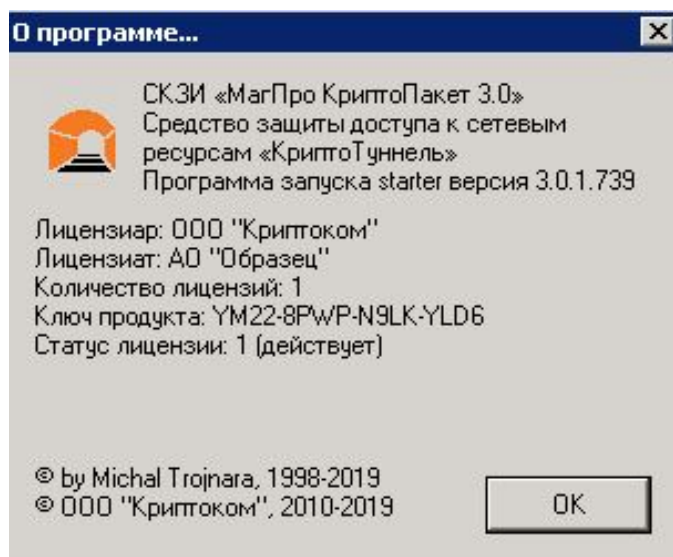 О программе...
СКЗИ «МагПро КриптоПакет 3.0»
Средство защиты доступа к сетевым
ресурсам «КриптоТуннель»
Программа запуска starter версия 3.0.1.739
Лицензиар: ООО "Криптоком"
Лицензиат: АО "Образец"
Количество лицензий: 1
Ключ продукта: YM22-8PWP-N9LK-YLD6
Статус лицензии: 1 (действует)
© by Michal Trojnara, 1998-2019
© ООО "Криптоком", 2010-2019
OK